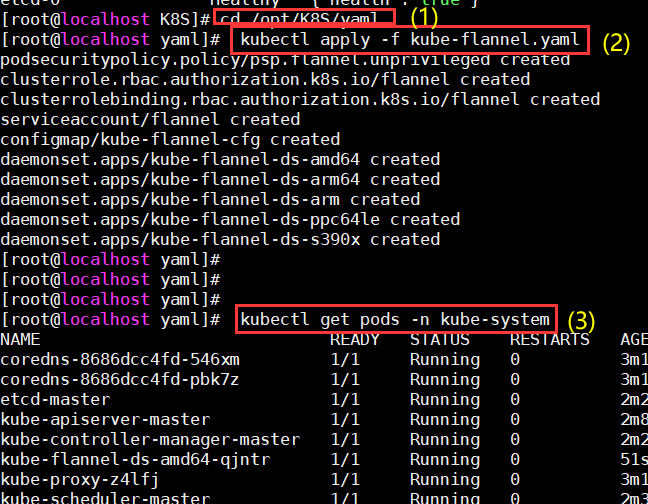 etcd-0 Healthy {"health":"true"}
[root@localhost K8S]# cd /opt/K8S/yaml (1)
[root@localhost yaml]# kubectl apply -f kube-flannel.yaml (2)
podsecuritypolicy.policy/psp.flannel.unprivileged created
clusterrole.rbac.authorization.k8s.io/flannel created
clusterrolebinding.rbac.authorization.k8s.io/flannel created
serviceaccount/flannel created
configmap/kube-flannel-cfg created
daemonset.apps/kube-flannel-ds-amd64 created
daemonset.apps/kube-flannel-ds-arm64 created
daemonset.apps/kube-flannel-ds-arm created
daemonset.apps/kube-flannel-ds-ppc64le created
daemonset.apps/kube-flannel-ds-s390x created
[root@localhost yaml]#
[root@localhost yaml]#
[root@localhost yaml]#
[root@localhost yaml]# kubectl get pods -n kube-system (3)
NAME READY STATUS RESTARTS AGE
coredns-8686dcc4fd-546xm 1/1 Running 0 3m1
coredns-8686dcc4fd-pbk7z 1/1 Running 0 3m1
etcd-master 1/1 Running 0 2m2
kube-apiserver-master 1/1 Running 0 2m8
kube-controller-manager-master 1/1 Running 0 2m2
kube-flannel-ds-amd64-qjntr 1/1 Running 0 51s
kube-proxy-z4lfj 1/1 Running 0 3m1
kube-scheduler-master 1/1 Running 0 2m3